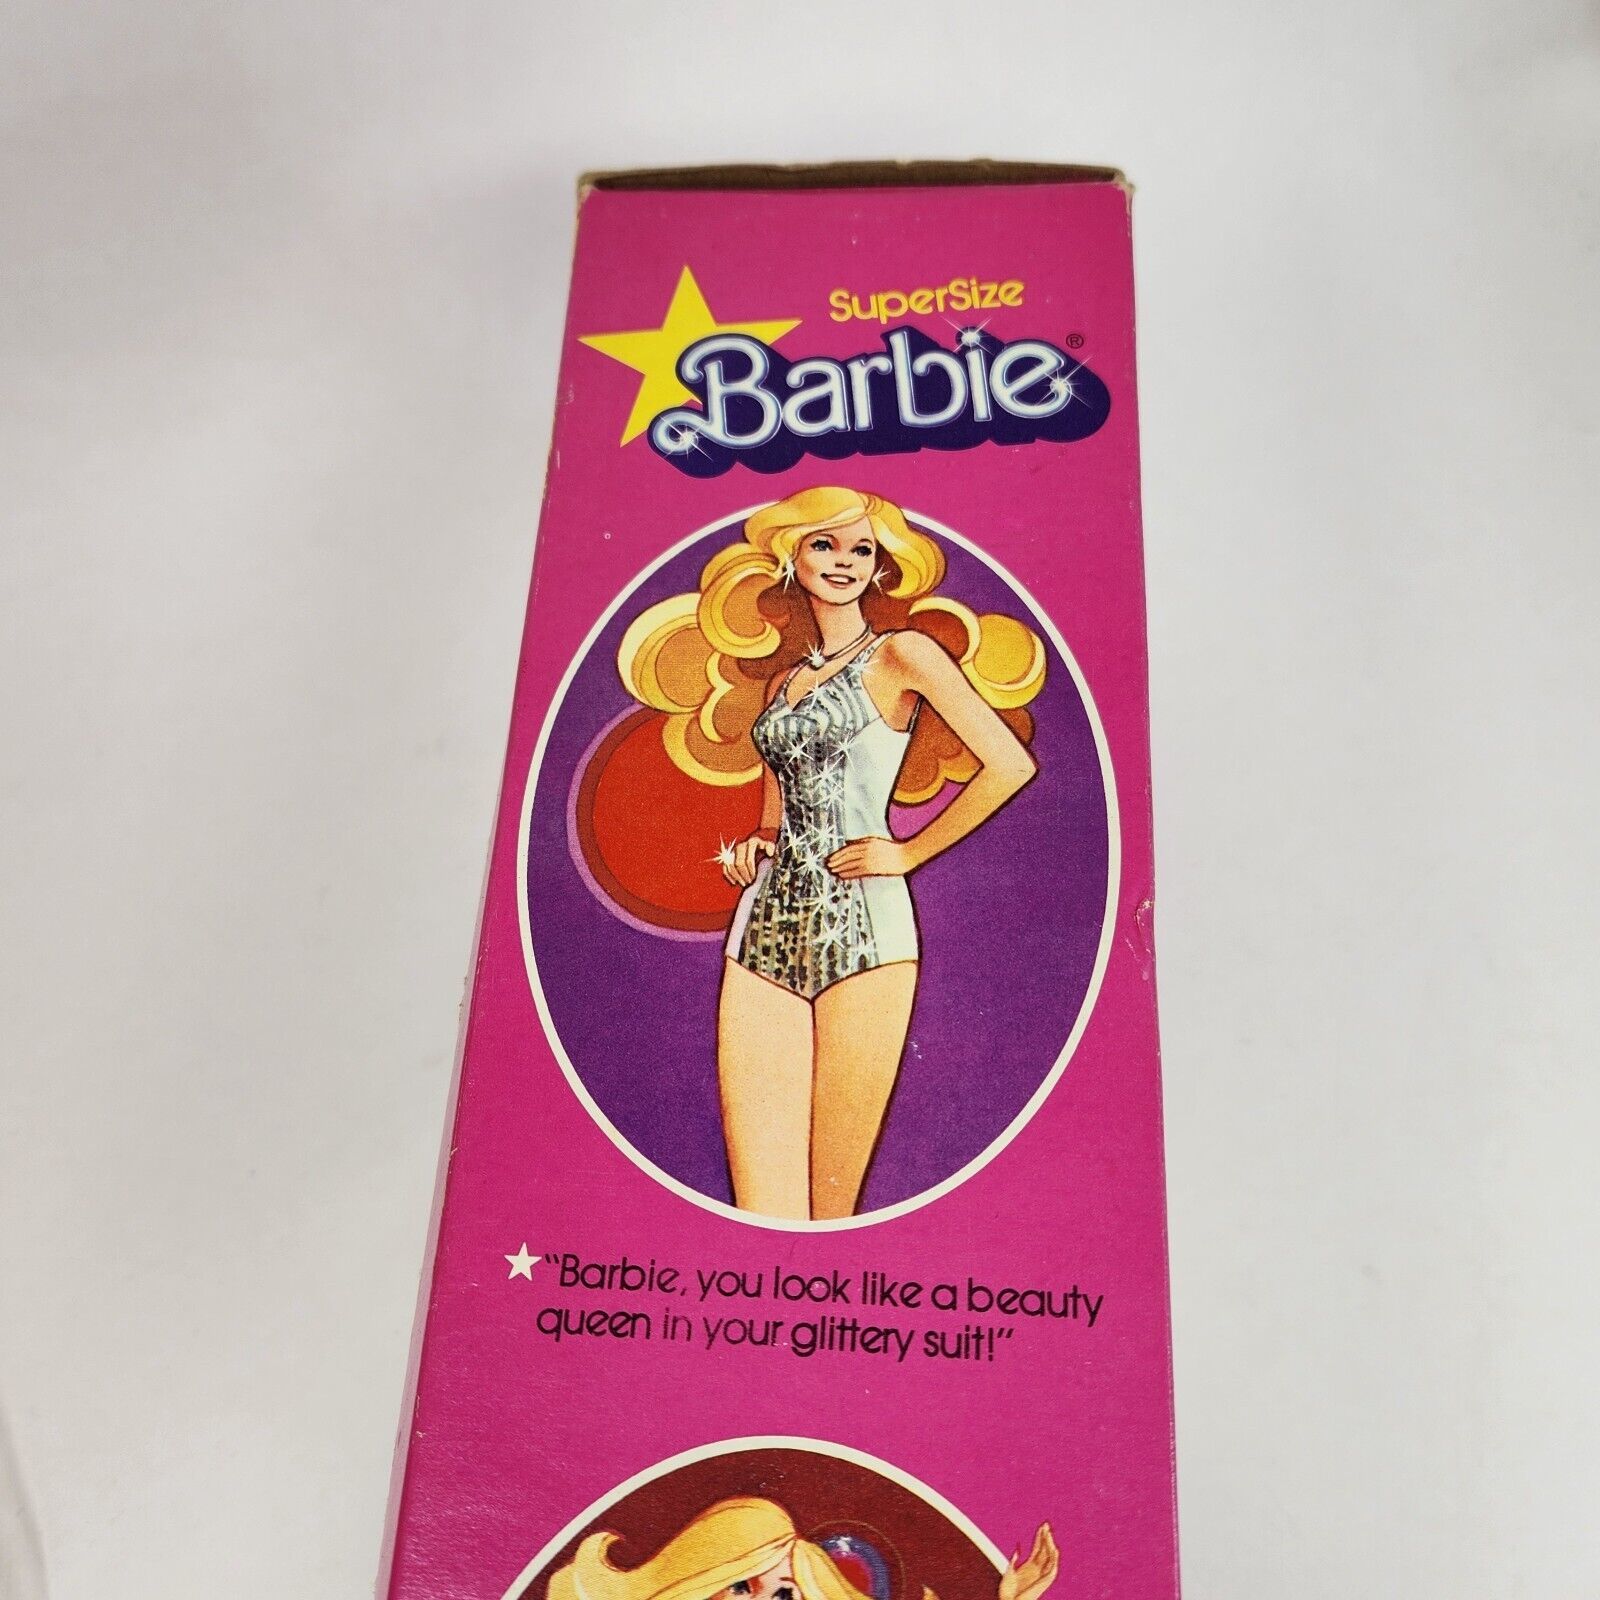 SuperSize
Barbie®
"Barbie, you look like a beauty
queen in your glittery suit!"